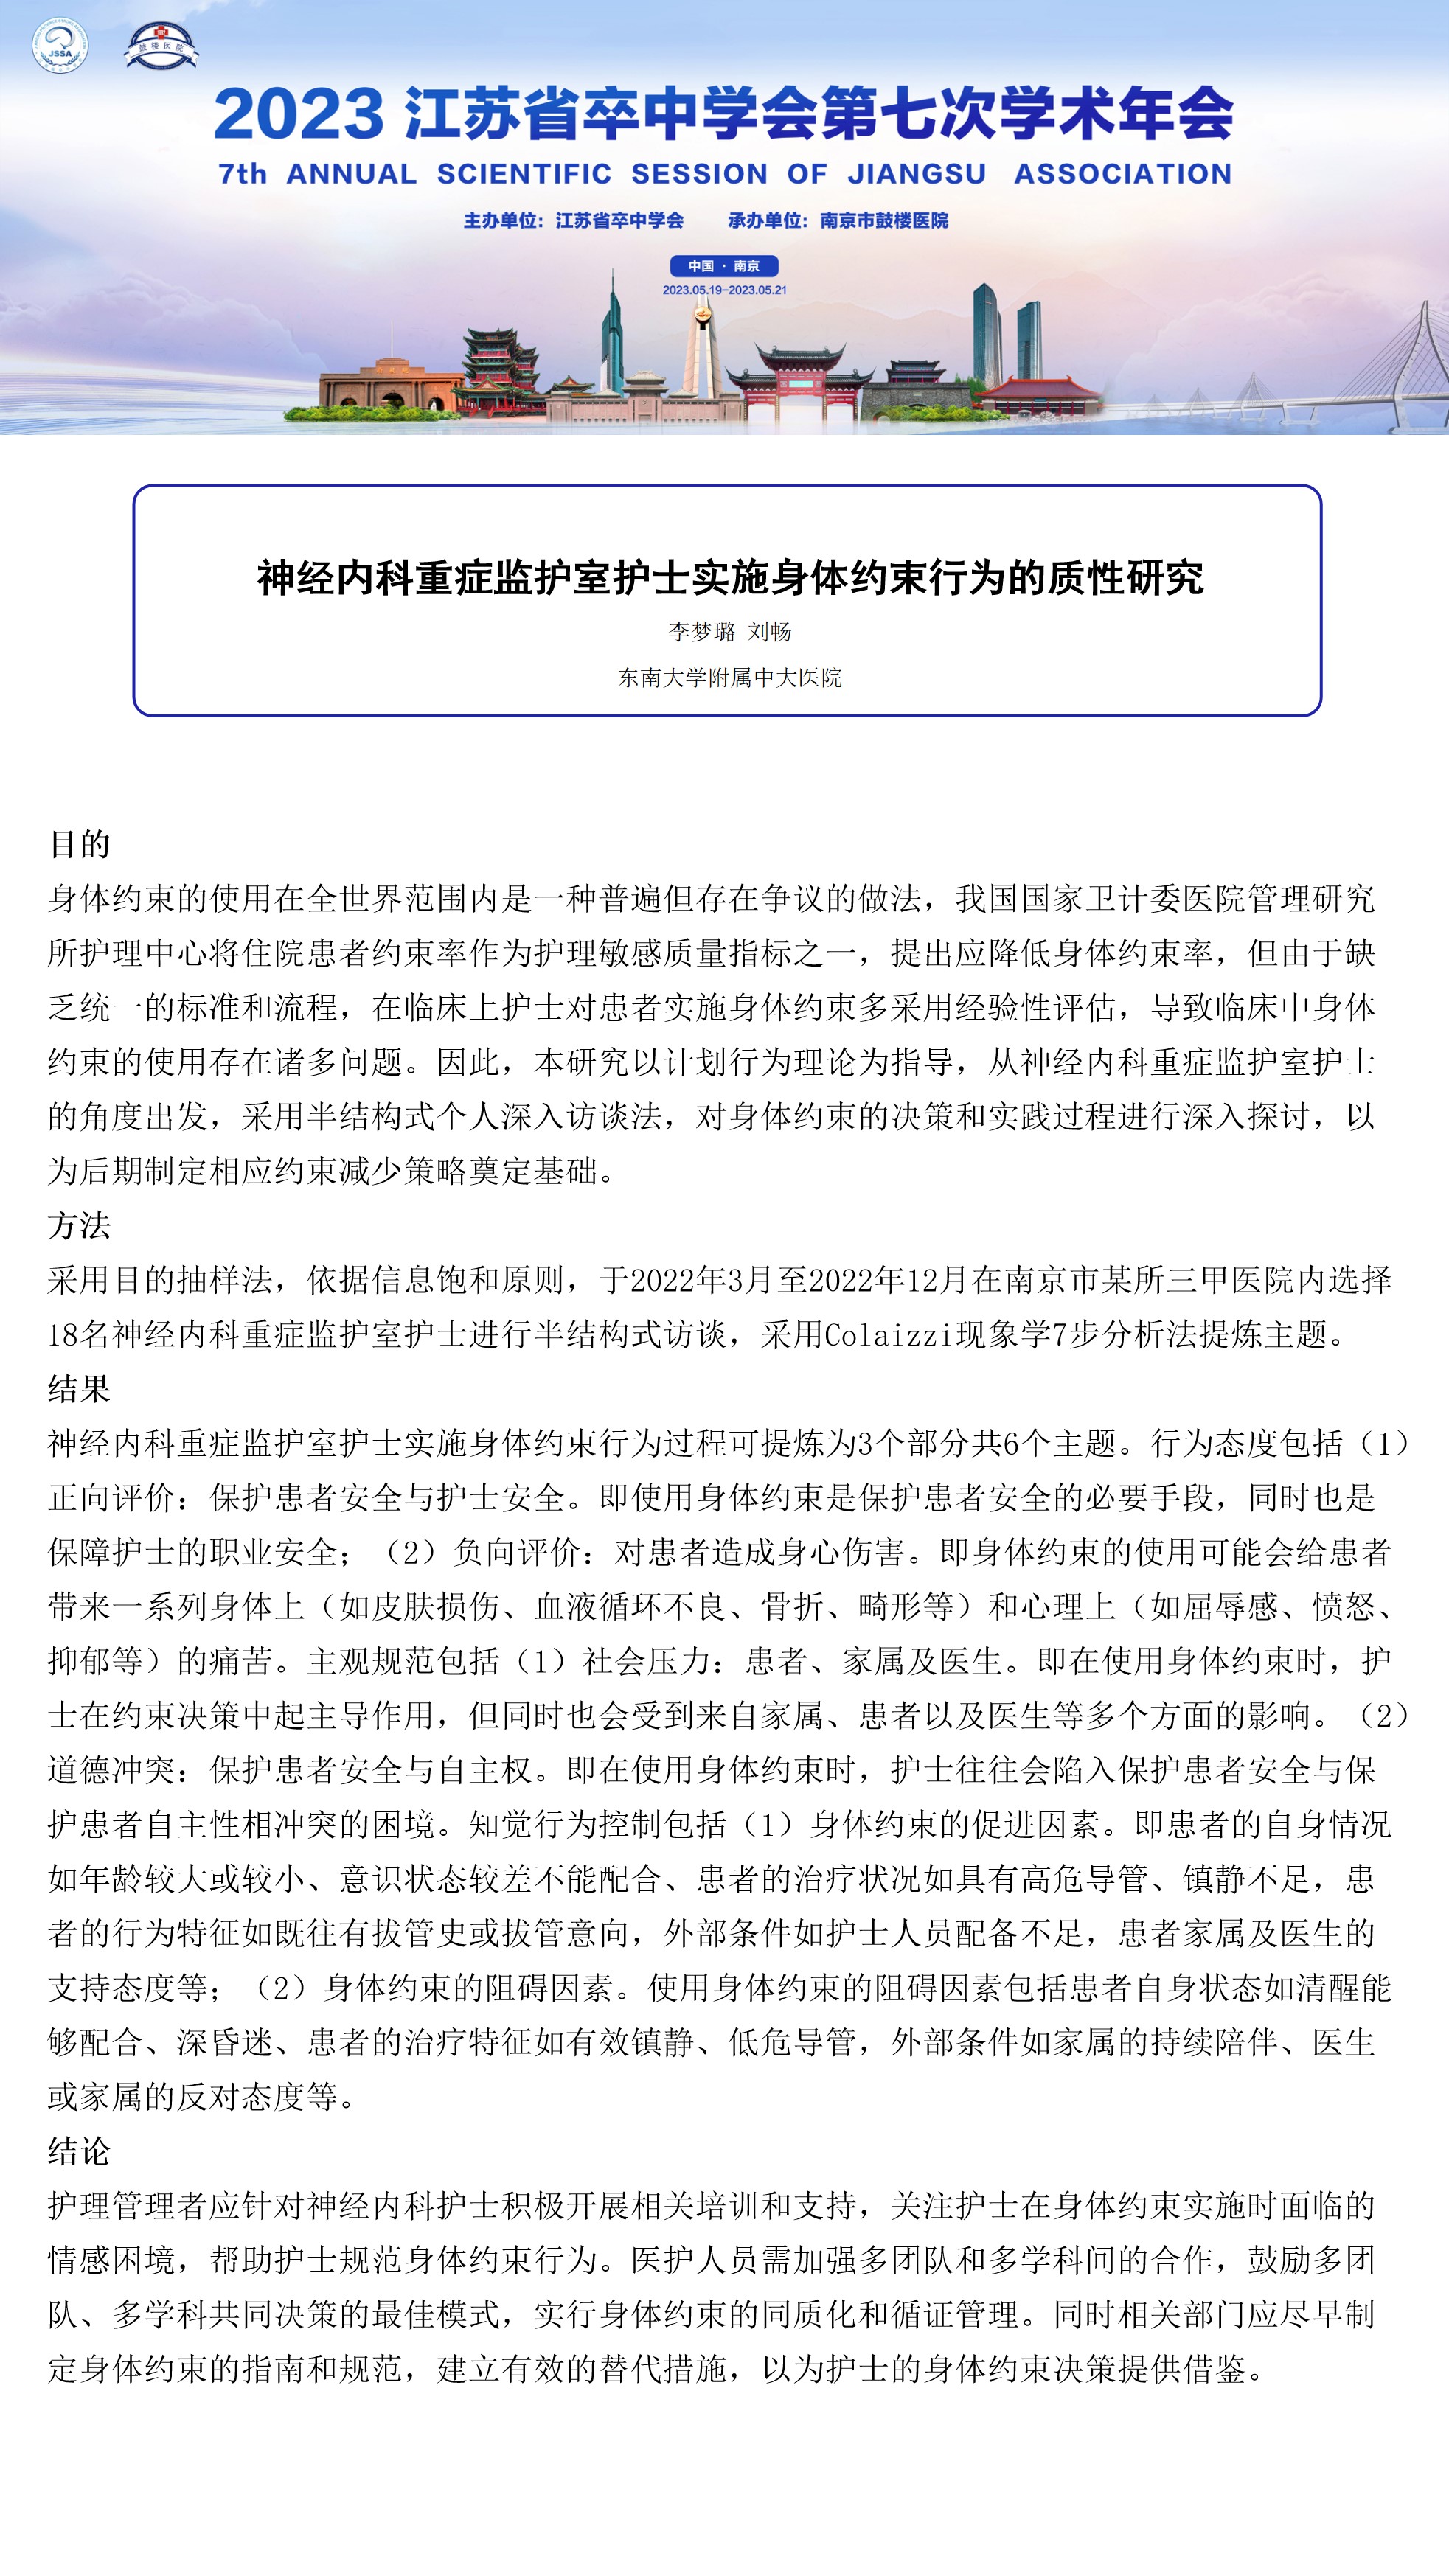 JSSA
鼓楼医院
2023 江苏省卒中学会第七次学术年会
7th ANNUAL SCIENTIFIC SESSION OF JIANGSU ASSOCIATION
主办单位：江苏省卒中学会 承办单位：南京市鼓楼医院
中国 · 南京
2023.05.19-2023.05.21
神经内科重症监护室护士实施身体约束行为的质性研究
李梦璐 刘畅
东南大学附属中大医院
目的
身体约束的使用在全世界范围内是一种普遍但存在争议的做法，我国国家卫计委医院管理研究
所护理中心将住院患者约束率作为护理敏感质量指标之一，提出应降低身体约束率，但由于缺
乏统一的标准和流程，在临床上护士对患者实施身体约束多采用经验性评估，导致临床中身体
约束的使用存在诸多问题。因此，本研究以计划行为理论为指导，从神经内科重症监护室护士
的角度出发，采用半结构式个人深入访谈法，对身体约束的决策和实践过程进行深入探讨，以
为后期制定相应约束减少策略奠定基础。
方法
采用目的抽样法，依据信息饱和原则，于2022年3月至2022年12月在南京市某所三甲医院内选择
18名神经内科重症监护室护士进行半结构式访谈，采用Colaizzi现象学7步分析法提炼主题。
结果
神经内科重症监护室护士实施身体约束行为过程可提炼为3个部分共6个主题。行为态度包括（1）
正向评价：保护患者安全与护士安全。即使用身体约束是保护患者安全的必要手段，同时也是
保障护士的职业安全；（2）负向评价：对患者造成身心伤害。即身体约束的使用可能会给患者
带来一系列身体上（如皮肤损伤、血液循环不良、骨折、畸形等）和心理上（如屈辱感、愤怒、
抑郁等）的痛苦。主观规范包括（1）社会压力：患者、家属及医生。即在使用身体约束时，护
士在约束决策中起主导作用，但同时也会受到来自家属、患者以及医生等多个方面的影响。（2）
道德冲突：保护患者安全与自主权。即在使用身体约束时，护士往往会陷入保护患者安全与保
护患者自主性相冲突的困境。知觉行为控制包括（1）身体约束的促进因素。即患者的自身情况
如年龄较大或较小、意识状态较差不能配合、患者的治疗状况如具有高危导管、镇静不足，患
者的行为特征如既往有拔管史或拔管意向，外部条件如护士人员配备不足，患者家属及医生的
支持态度等；（2）身体约束的阻碍因素。使用身体约束的阻碍因素包括患者自身状态如清醒能
够配合、深昏迷、患者的治疗特征如有效镇静、低危导管，外部条件如家属的持续陪伴、医生
或家属的反对态度等。
结论
护理管理者应针对神经内科护士积极开展相关培训和支持，关注护士在身体约束实施时面临的
情感困境，帮助护士规范身体约束行为。医护人员需加强多团队和多学科间的合作，鼓励多团
队、多学科共同决策的最佳模式，实行身体约束的同质化和循证管理。同时相关部门应尽早制
定身体约束的指南和规范，建立有效的替代措施，以为护士的身体约束决策提供借鉴。